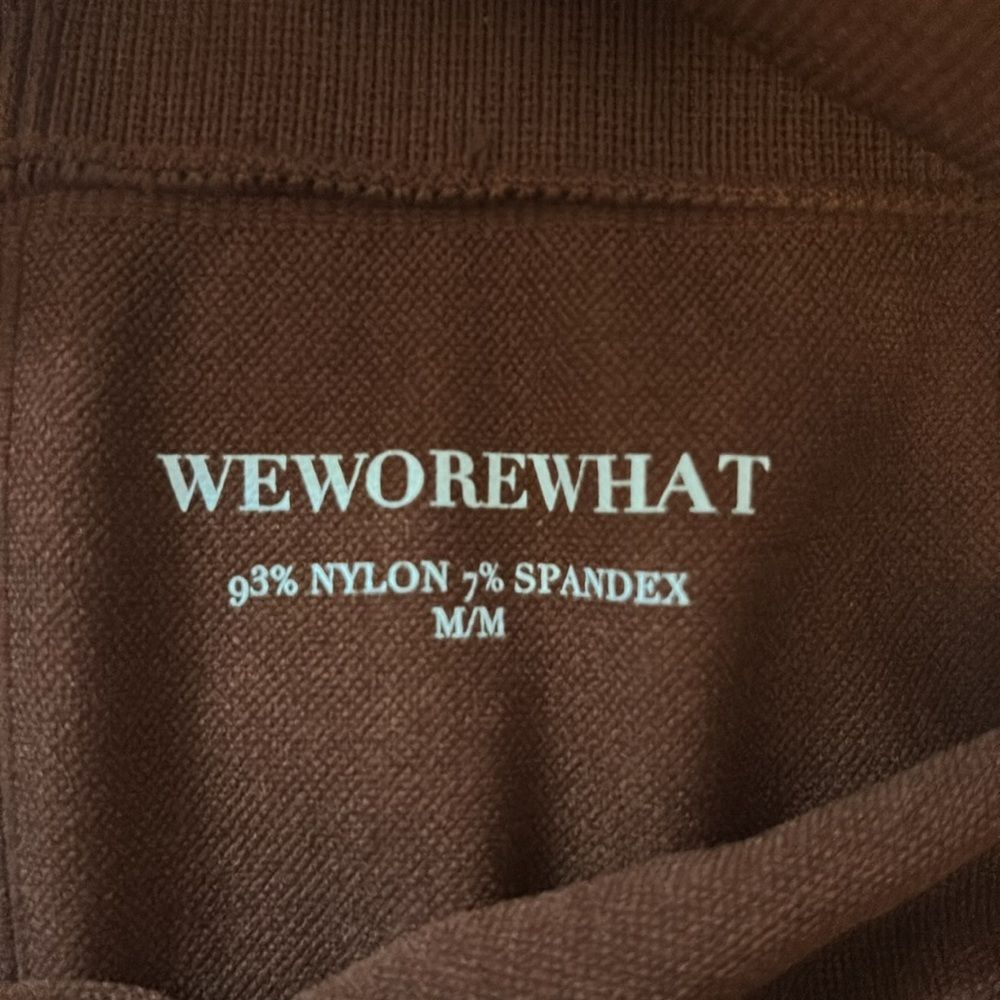 WEWOREWHAT
93% NYLON 7% SPANDEX
M/M